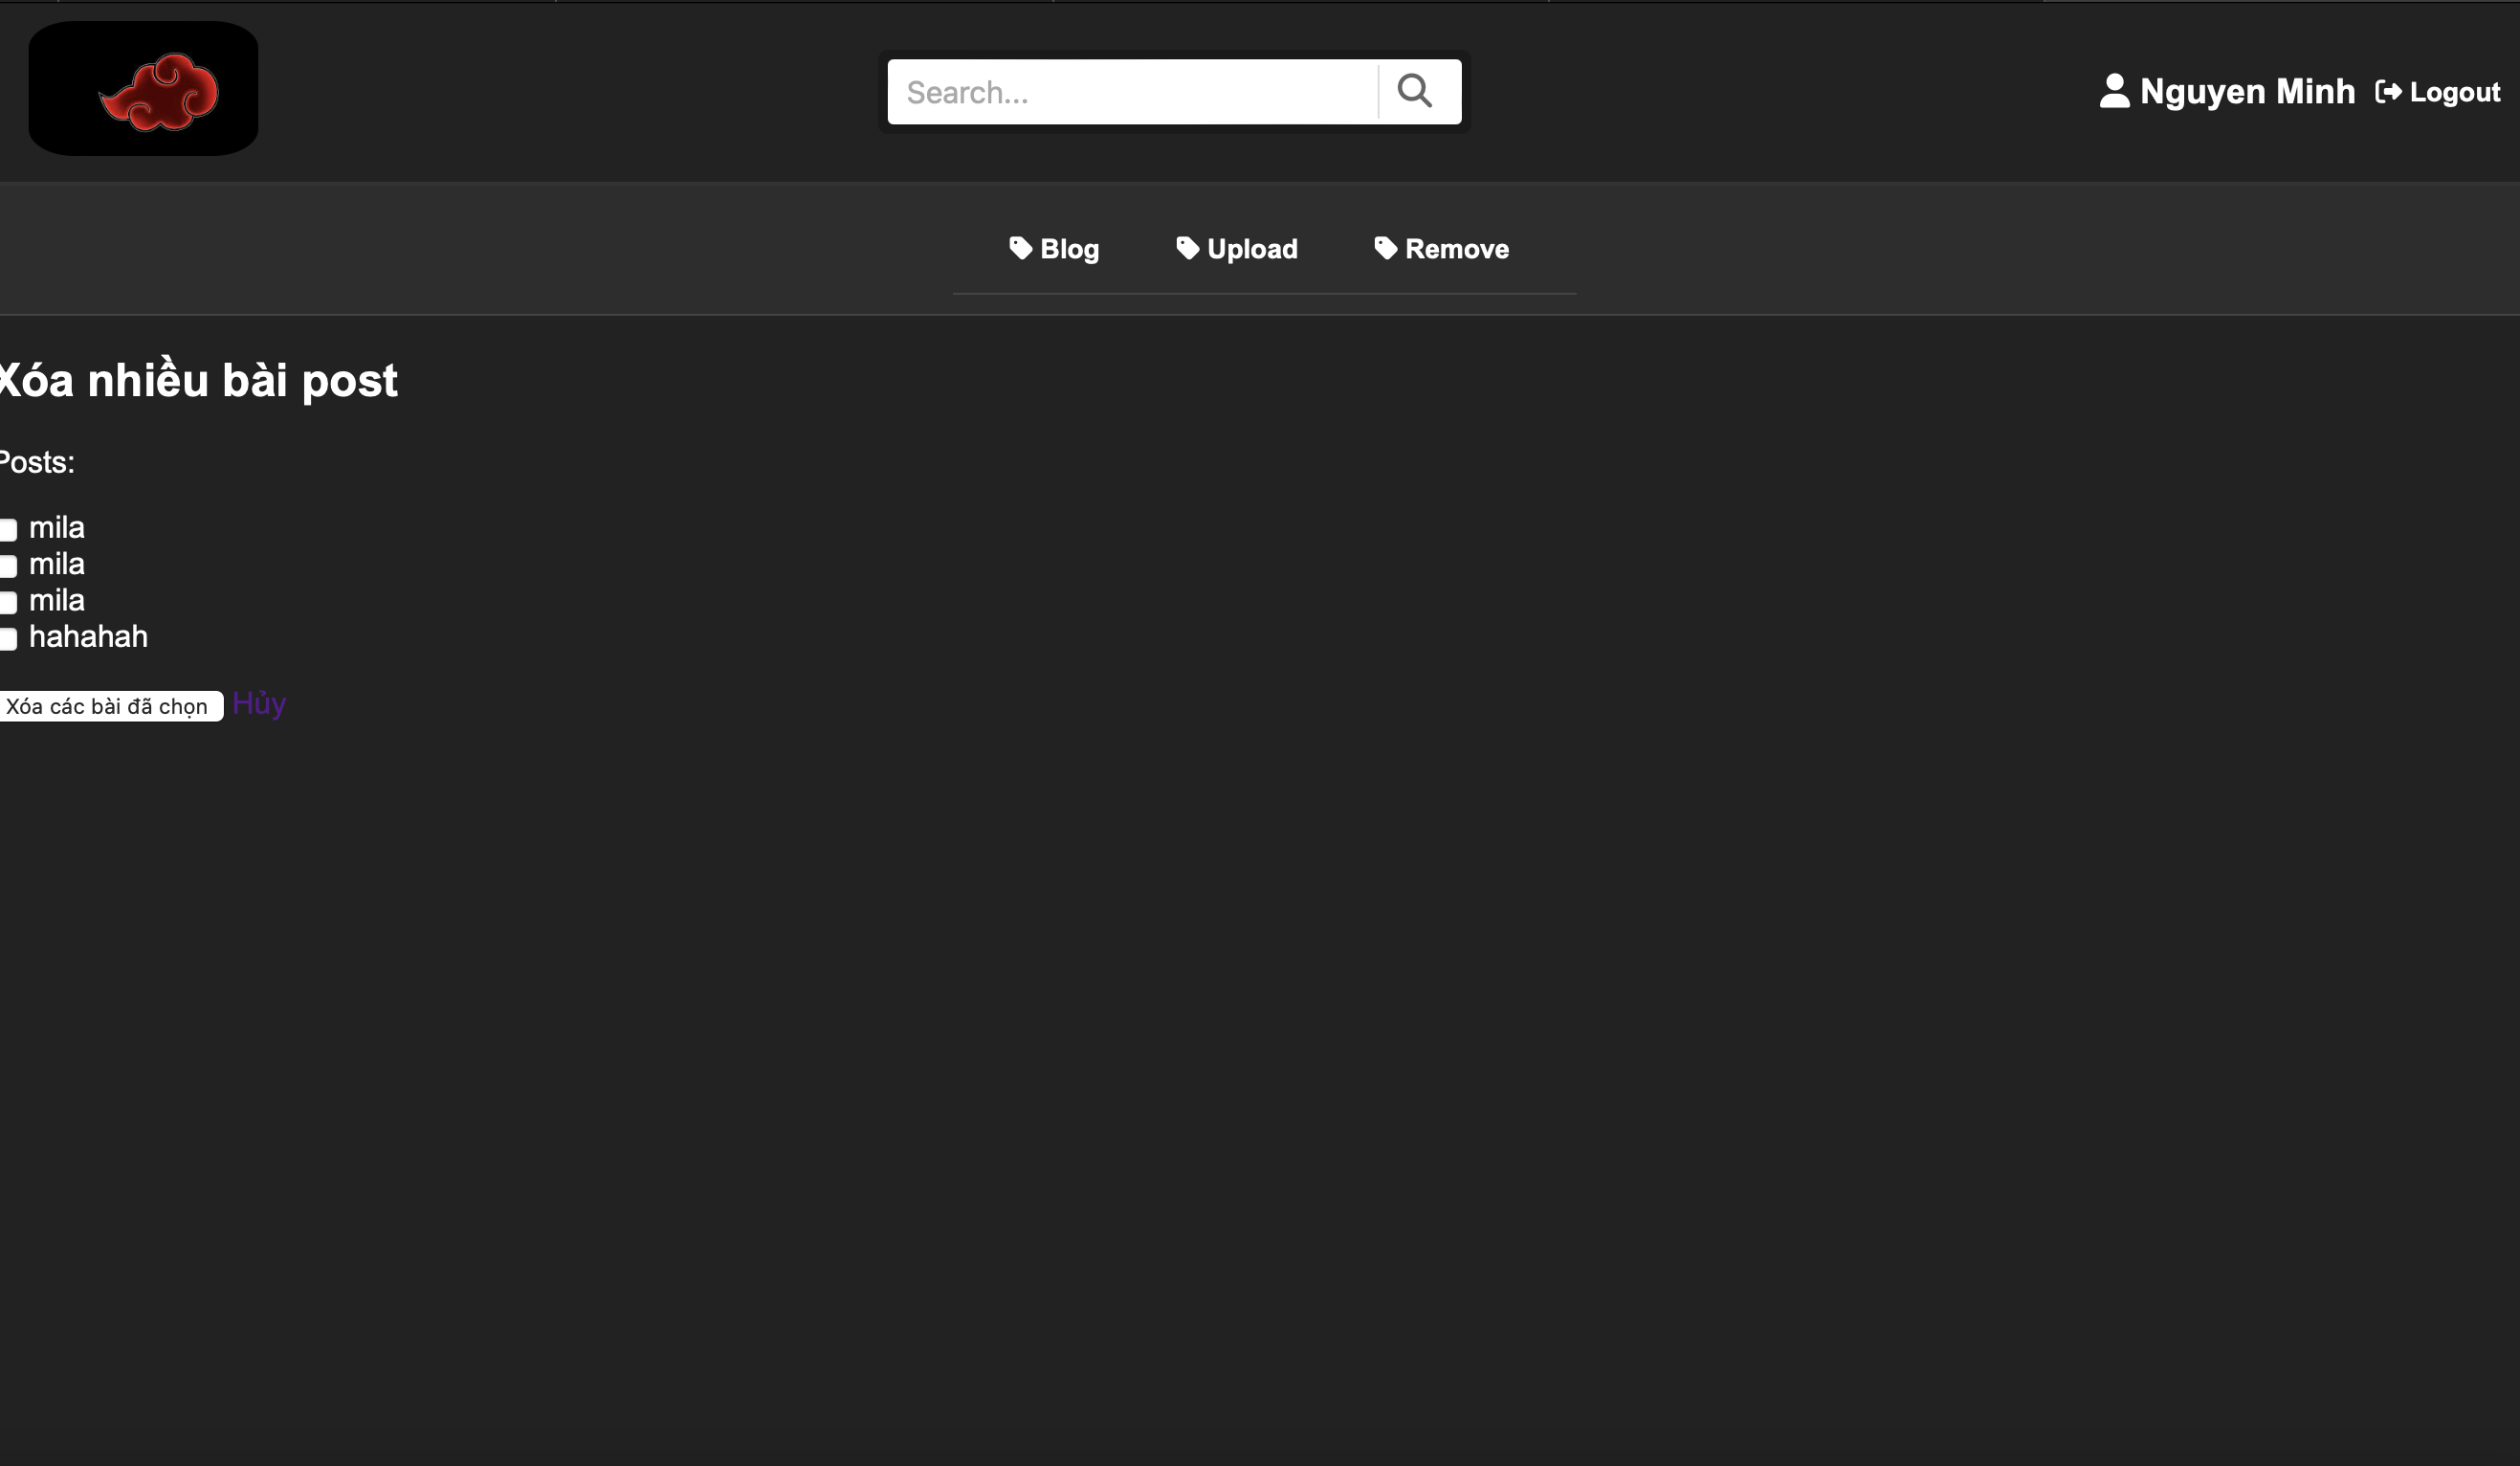 Search...
Nguyen Minh Logout
Blog Upload Remove
Xóa nhiều bài post
Posts:
mila
mila
mila
hahahah
Xóa các bài đã chọn Hủy